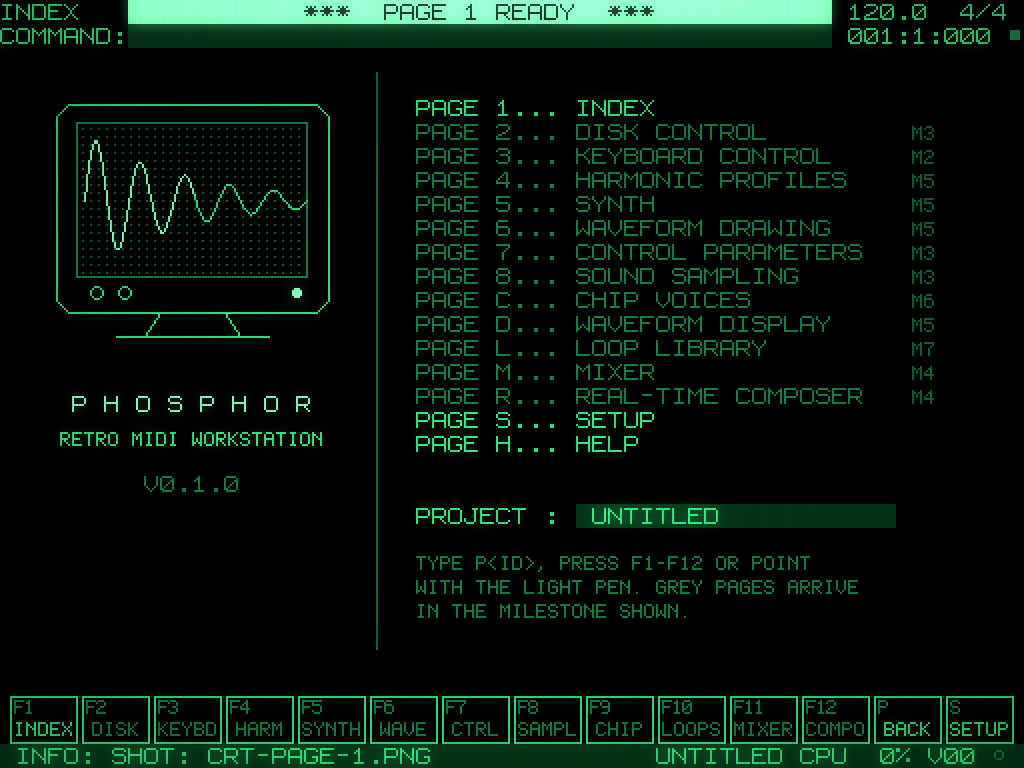 INDEX *** PAGE 1 READY *** 120.0 4/4
COMMAND: 001:1:000
PAGE 1... INDEX
PAGE 2... DISK CONTROL M3
PAGE 3... KEYBOARD CONTROL M2
PAGE 4... HARMONIC PROFILES M5
PAGE 5... SYNTH M5
PAGE 6... WAVEFORM DRAWING M5
PAGE 7... CONTROL PARAMETERS M3
PAGE 8... SOUND SAMPLING M3
PAGE C... CHIP VOICES M6
PAGE D... WAVEFORM DISPLAY M5
PAGE L... LOOP LIBRARY M7
PAGE M... MIXER M4
PAGE R... REAL-TIME COMPOSER M4
PAGE S... SETUP
PAGE H... HELP
PHOSPHOR
RETRO MIDI WORKSTATION
V0.1.0
PROJECT : UNTITLED
TYPE P<ID>, PRESS F1-F12 OR POINT
WITH THE LIGHT PEN. GREY PAGES ARRIVE
IN THE MILESTONE SHOWN.
F1 F2 F3 F4 F5 F6 F7 F8 F9 F10 F11 F12 P S
INDEX DISK KEYBD HARM SYNTH WAVE CTRL SAMPL CHIP LOOPS MIXER COMPO BACK SETUP
INFO: SHOT: CRT-PAGE-1.PNG UNTITLED CPU 0% V00